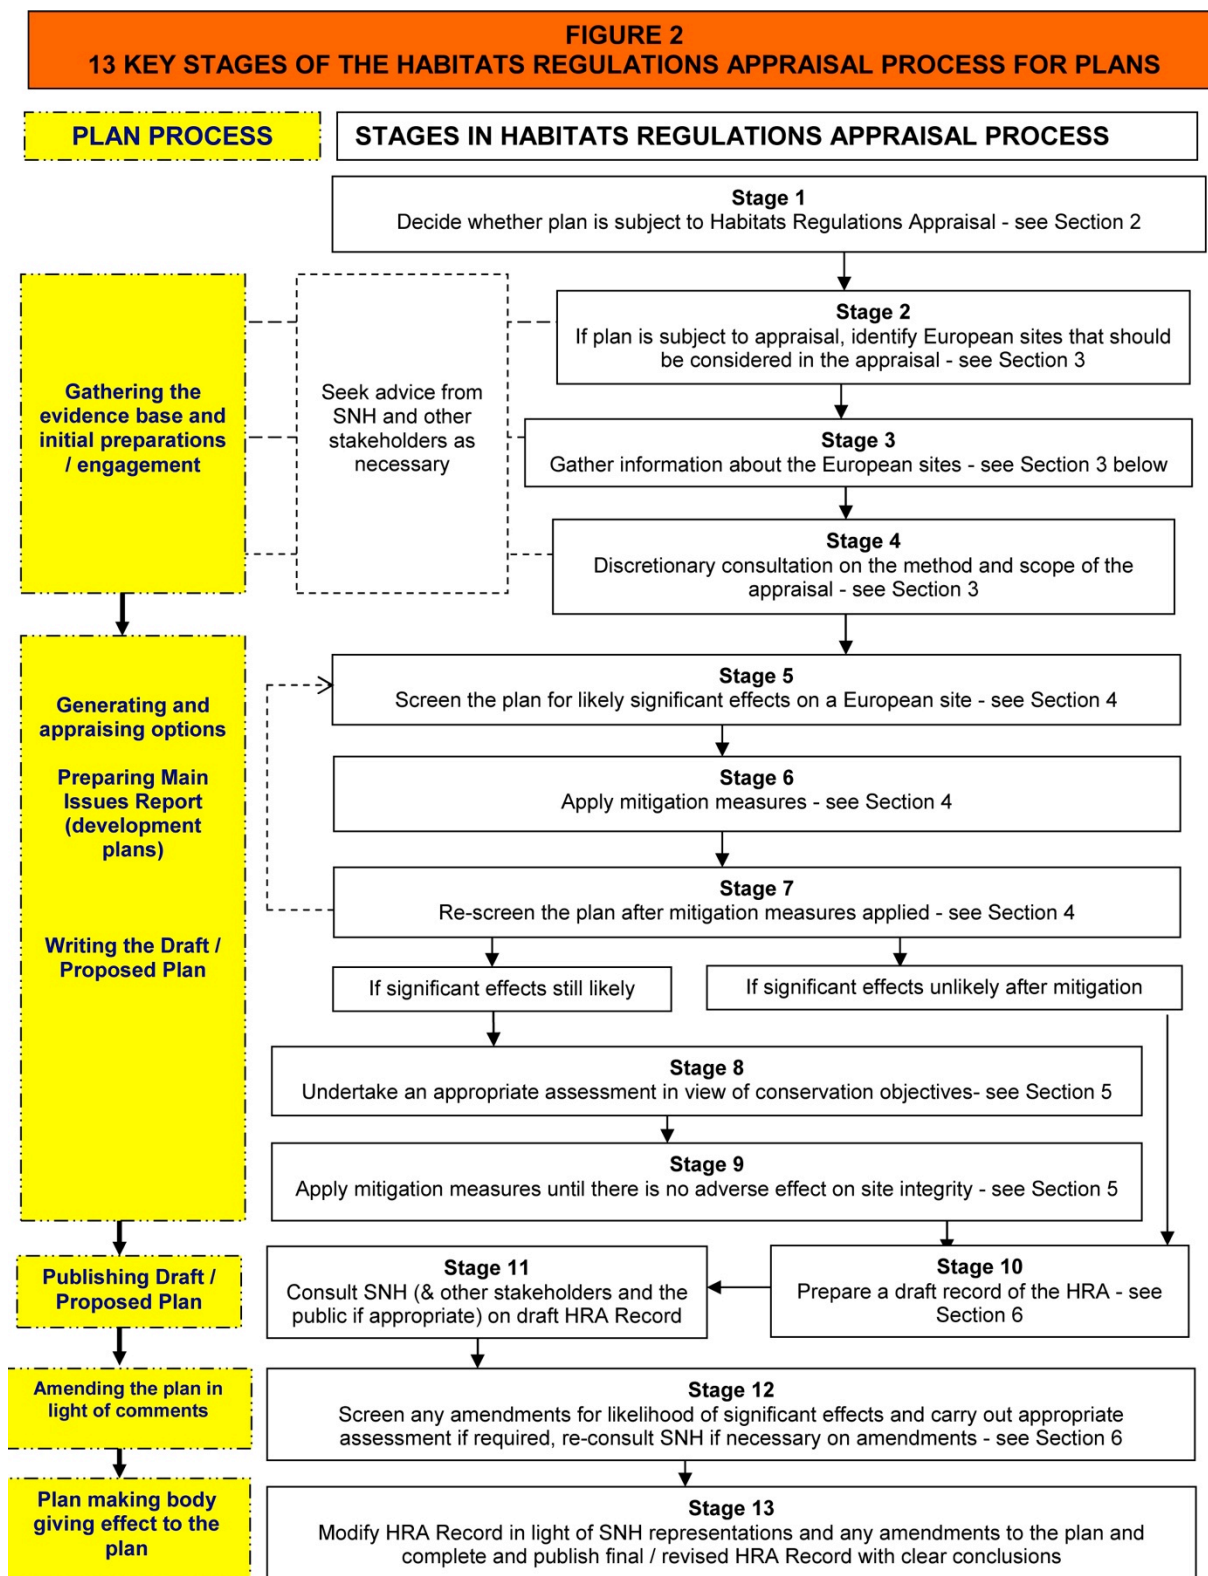 FIGURE 2
13 KEY STAGES OF THE HABITATS REGULATIONS APPRAISAL PROCESS FOR PLANS
PLAN PROCESS
STAGES IN HABITATS REGULATIONS APPRAISAL PROCESS
Stage 1
Decide whether plan is subject to Habitats Regulations Appraisal - see Section 2
Gathering the
evidence base and
initial preparations
/ engagement
Seek advice from
SNH and other
stakeholders as
necessary
Stage 2
If plan is subject to appraisal, identify European sites that should
be considered in the appraisal - see Section 3
Stage 3
Gather information about the European sites - see Section 3 below
Stage 4
Discretionary consultation on the method and scope of the
appraisal - see Section 3
Generating and
appraising options
Preparing Main
Issues Report
(development
plans)
Writing the Draft /
Proposed Plan
Stage 5
Screen the plan for likely significant effects on a European site - see Section 4
Stage 6
Apply mitigation measures - see Section 4
Stage 7
Re-screen the plan after mitigation measures applied - see Section 4
If significant effects still likely
If significant effects unlikely after mitigation
Stage 8
Undertake an appropriate assessment in view of conservation objectives- see Section 5
Stage 9
Apply mitigation measures until there is no adverse effect on site integrity - see Section 5
Publishing Draft /
Proposed Plan
Stage 11
Consult SNH (& other stakeholders and the
public if appropriate) on draft HRA Record
Stage 10
Prepare a draft record of the HRA - see
Section 6
Amending the plan in
light of comments
Stage 12
Screen any amendments for likelihood of significant effects and carry out appropriate
assessment if required, re-consult SNH if necessary on amendments - see Section 6
Plan making body
giving effect to the
plan
Stage 13
Modify HRA Record in light of SNH representations and any amendments to the plan and
complete and publish final / revised HRA Record with clear conclusions